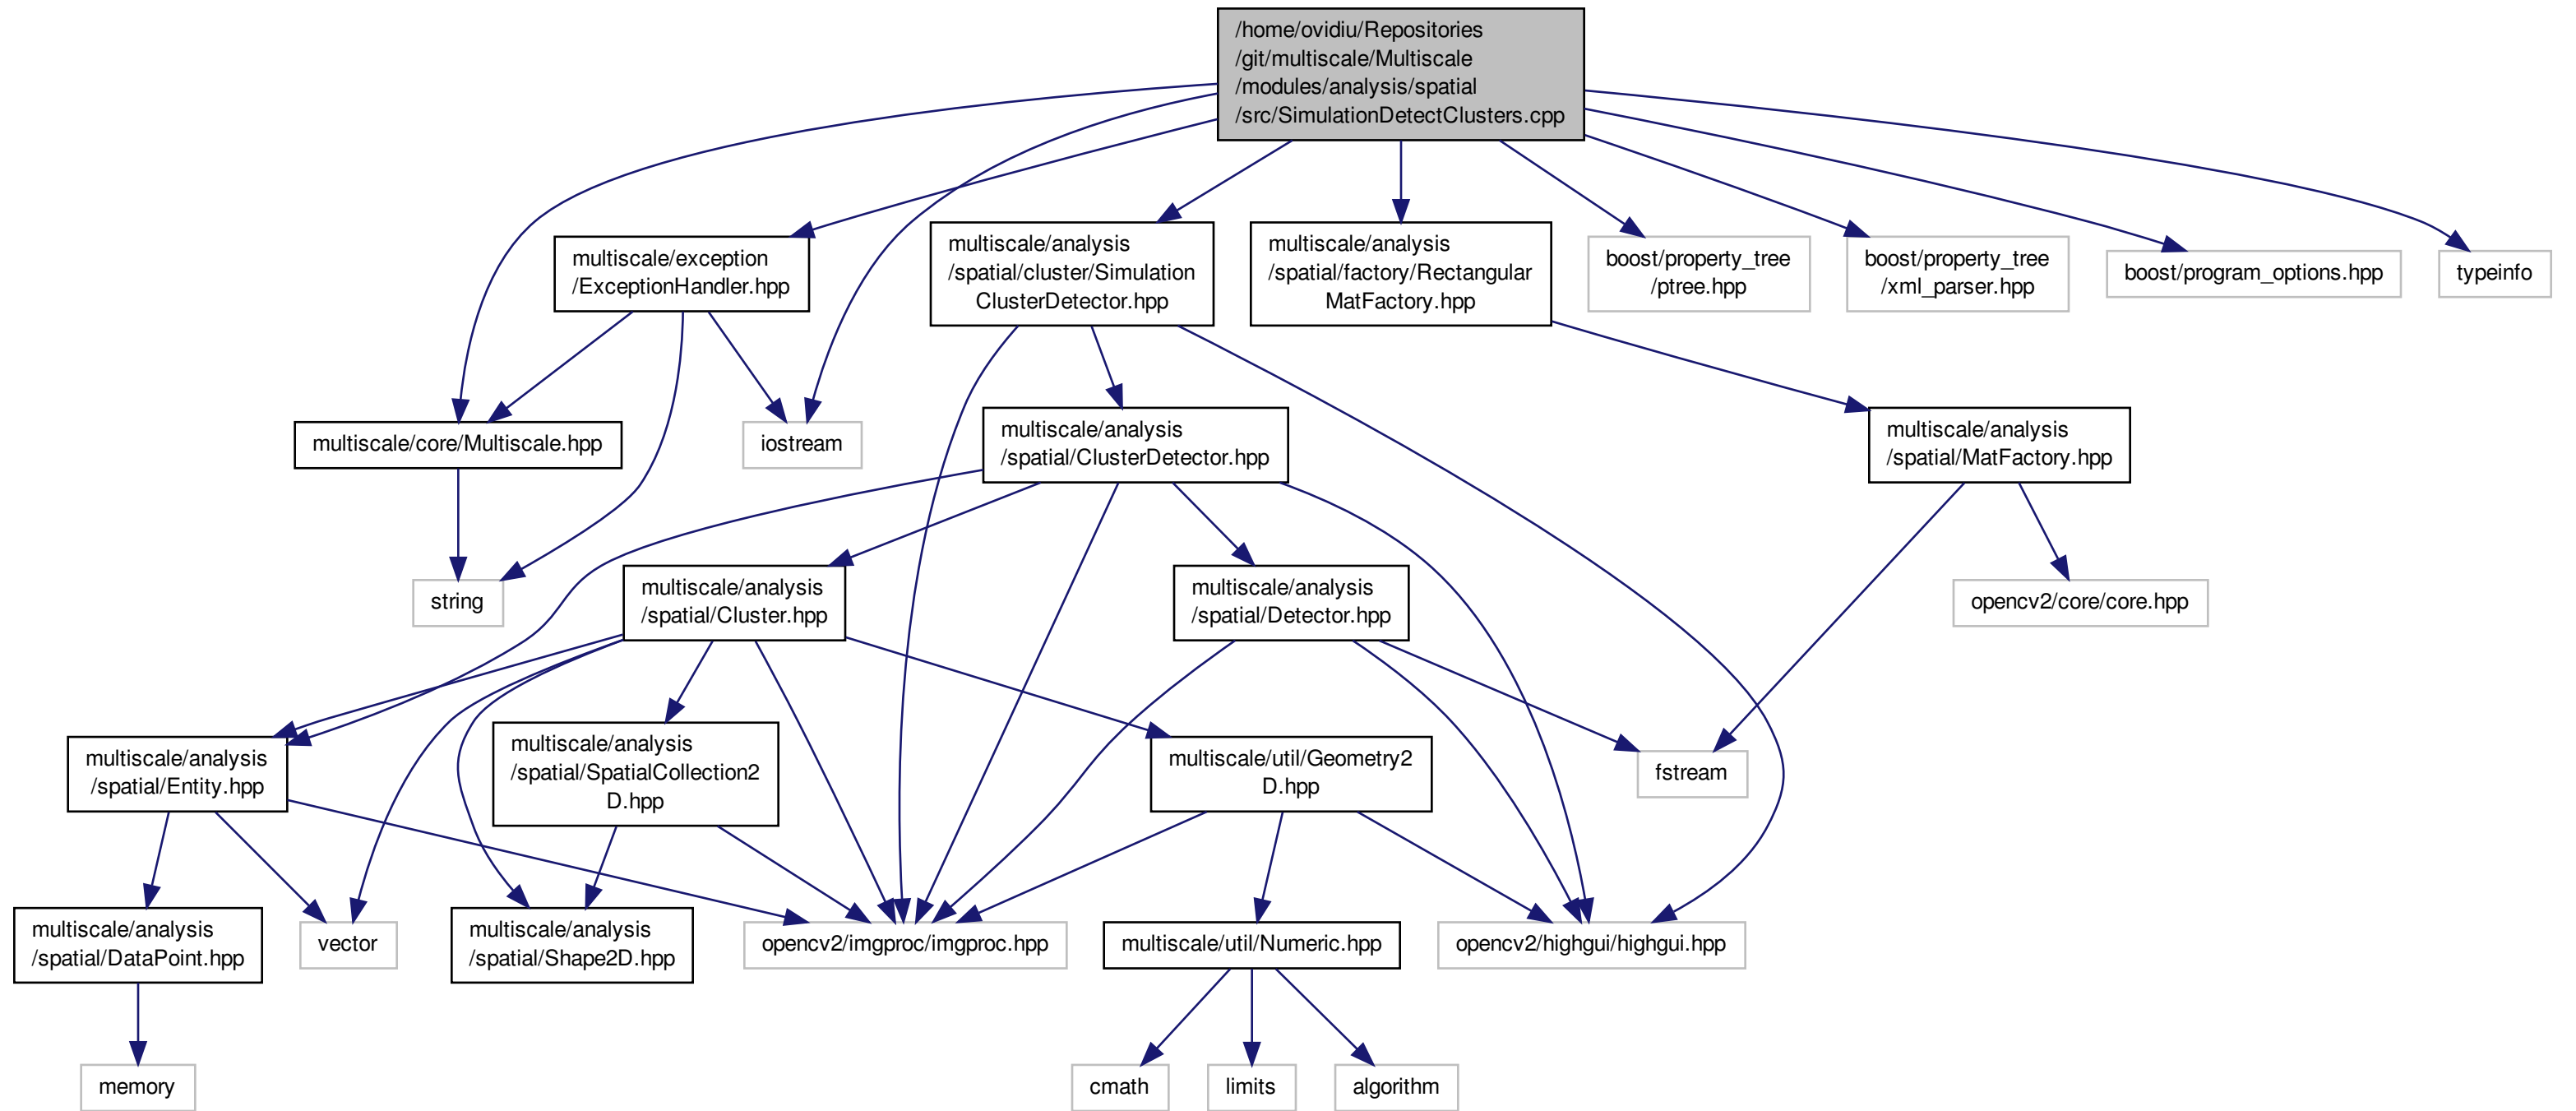 /home/ovidiu/Repositories
/git/multiscale/Multiscale
/modules/analysis/spatial
/src/SimulationDetectClusters.cpp
multiscale/exception
/ExceptionHandler.hpp
multiscale/analysis
/spatial/cluster/Simulation
ClusterDetector.hpp
multiscale/analysis
/spatial/factory/Rectangular
MatFactory.hpp
boost/property_tree
/ptree.hpp
boost/property_tree
/xml_parser.hpp
boost/program_options.hpp
typeinfo
multiscale/core/Multiscale.hpp
iostream
multiscale/analysis
/spatial/ClusterDetector.hpp
multiscale/analysis
/spatial/MatFactory.hpp
string
multiscale/analysis
/spatial/Cluster.hpp
multiscale/analysis
/spatial/Detector.hpp
opencv2/core/core.hpp
multiscale/analysis
/spatial/Entity.hpp
multiscale/analysis
/spatial/SpatialCollection2
D.hpp
multiscale/util/Geometry2
D.hpp
fstream
multiscale/analysis
/spatial/DataPoint.hpp
vector
multiscale/analysis
/spatial/Shape2D.hpp
opencv2/imgproc/imgproc.hpp
multiscale/util/Numeric.hpp
opencv2/highgui/highgui.hpp
memory
cmath
limits
algorithm